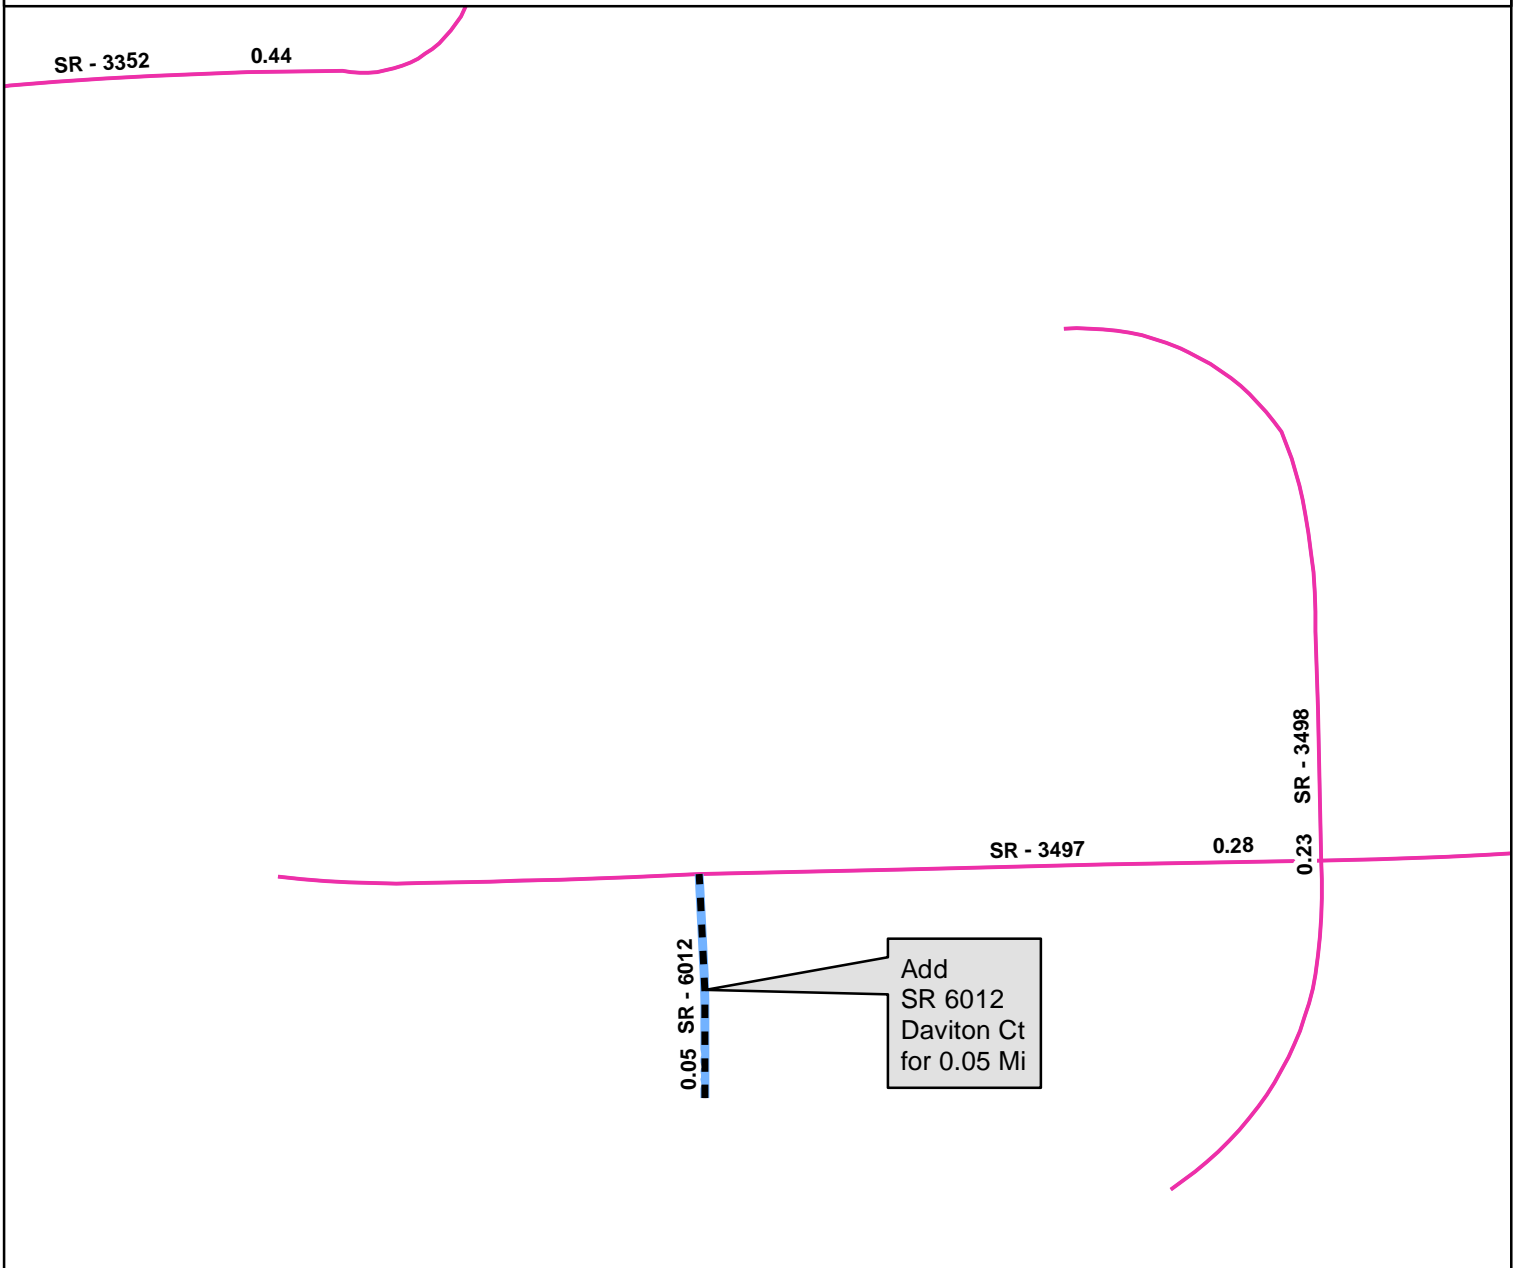 SR - 3352 0.44
SR - 3498
0.23
SR - 3497 0.28
0.05 SR - 6012
Add
SR 6012
Daviton Ct
for 0.05 Mi